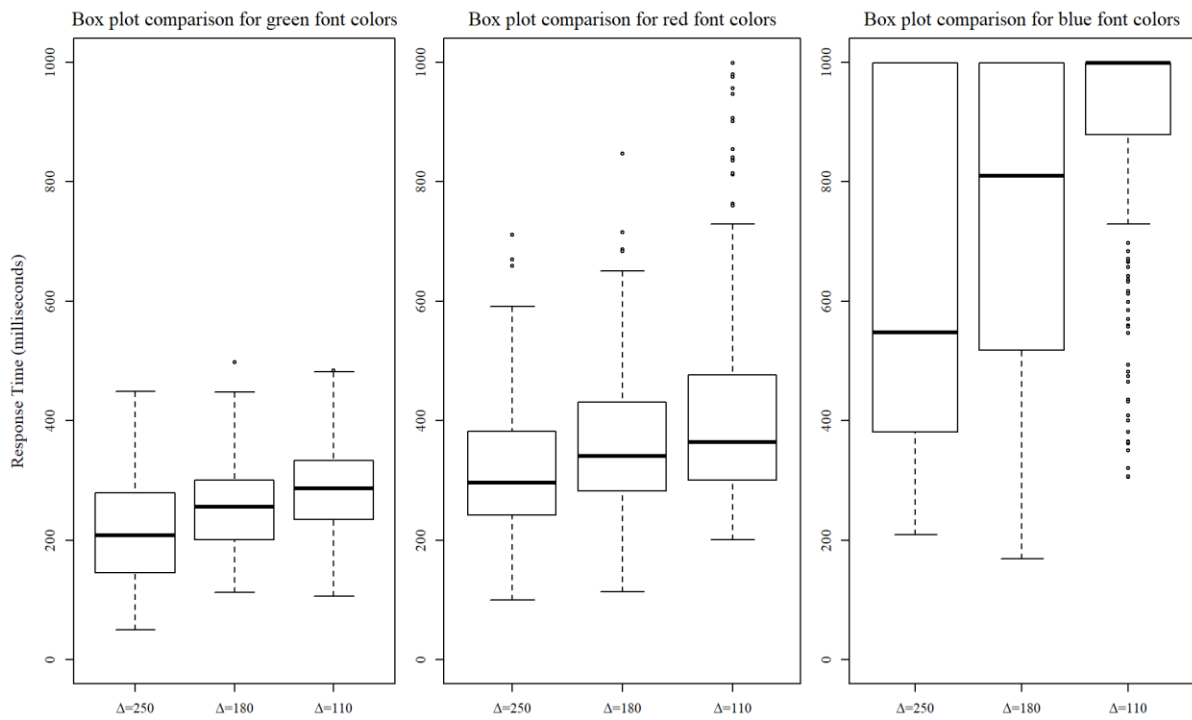 Box plot comparison for green font colors
Box plot comparison for red font colors
Box plot comparison for blue font colors
Response Time (milliseconds)
1000
800
600
400
200
0
Δ=250
Δ=180
Δ=110
1000
800
600
400
200
0
Δ=250
Δ=180
Δ=110
1000
800
600
400
200
0
Δ=250
Δ=180
Δ=110